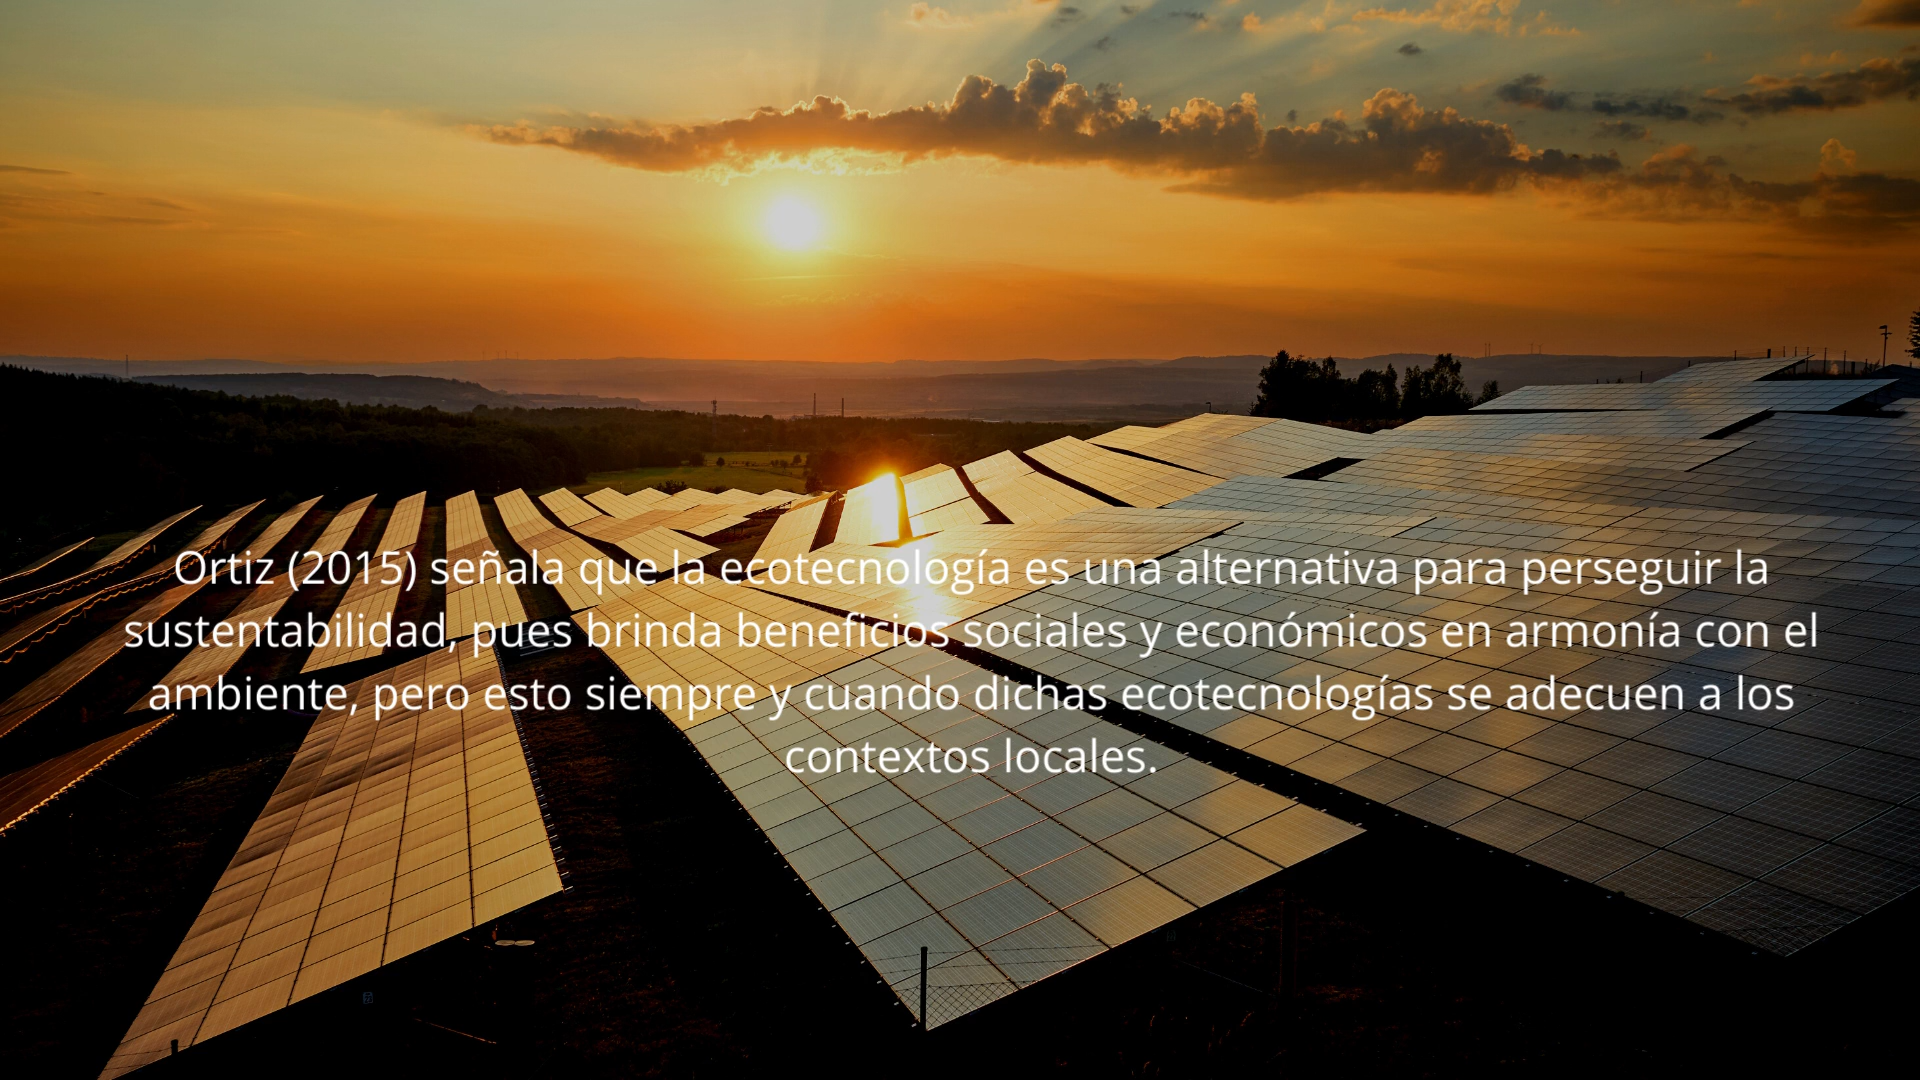 Ortiz (2015) señala que la ecotecnología es una alternativa para perseguir la
sustentabilidad, pues brinda beneficios sociales y económicos en armonía con el
ambiente, pero esto siempre y cuando dichas ecotecnologías se adecuen a los
contextos locales.